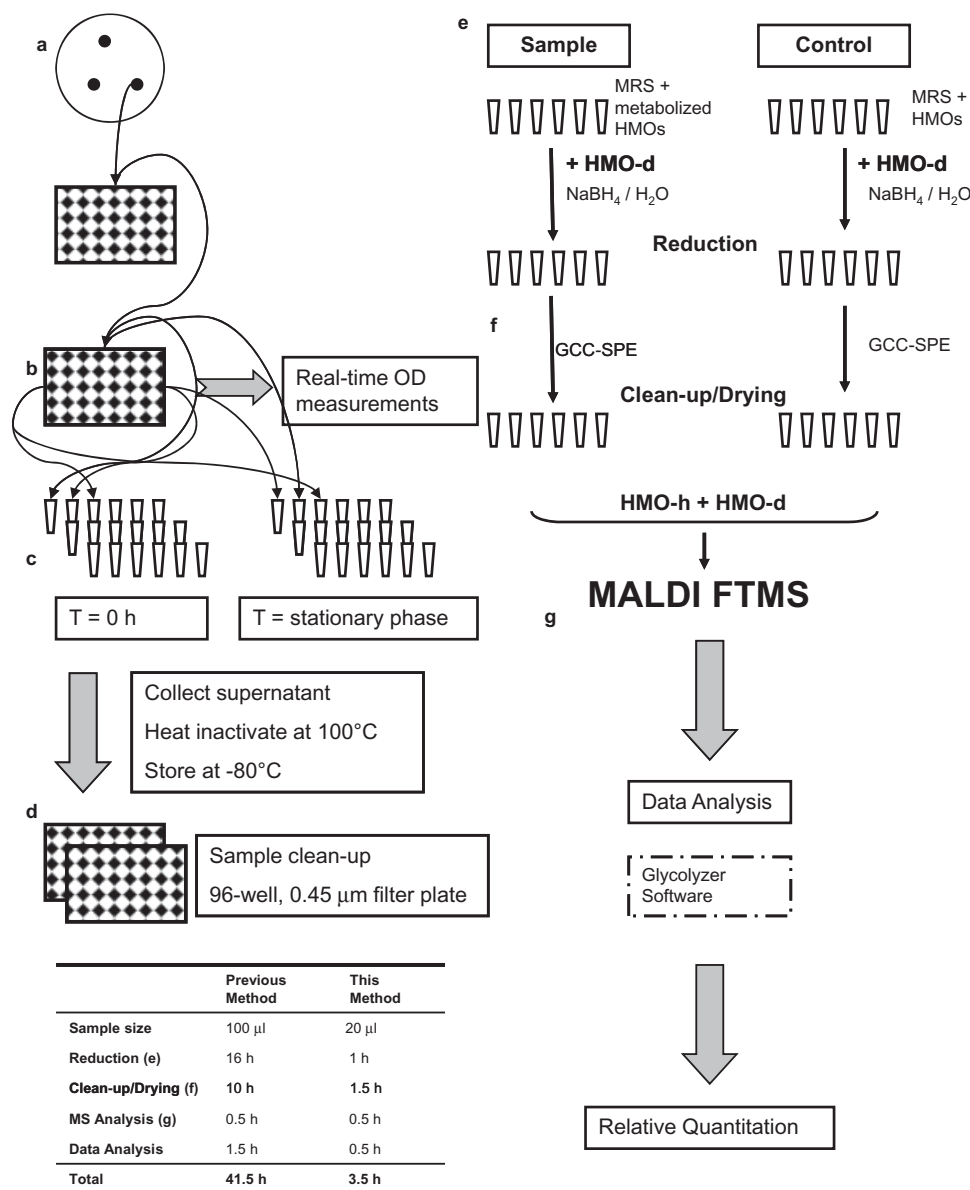 a
b
Real-time OD
measurements
c
T = 0 h
T = stationary phase
Collect supernatant
Heat inactivate at 100°C
Store at -80°C
d
Sample clean-up
96-well, 0.45 μm filter plate
Previous Method This Method
Sample size 100 μl 20 μl
Reduction (e) 16 h 1 h
Clean-up/Drying (f) 10 h 1.5 h
MS Analysis (g) 0.5 h 0.5 h
Data Analysis 1.5 h 0.5 h
Total 41.5 h 3.5 h
e
Sample
Control
MRS +
metabolized
HMOs
MRS +
HMOs
+ HMO-d
NaBH4 / H2O
+ HMO-d
NaBH4 / H2O
Reduction
f
GCC-SPE
GCC-SPE
Clean-up/Drying
HMO-h + HMO-d
MALDI FTMS
g
Data Analysis
Glycolyzer
Software
Relative Quantitation